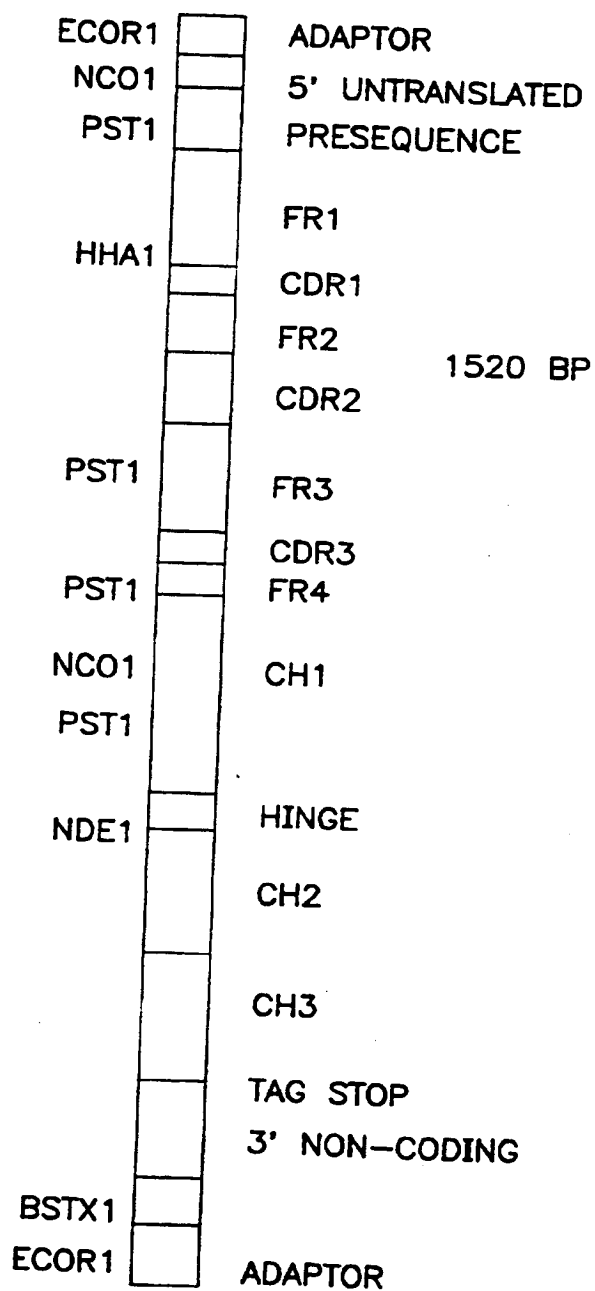 ECOR1 ADAPTOR
NCO1 5' UNTRANSLATED
PST1 PRESEQUENCE
FR1
HHA1
CDR1
FR2
1520 BP
CDR2
PST1 FR3
CDR3
PST1 FR4
NCO1 CH1
PST1
HINGE
NDE1
CH2
CH3
TAG STOP
3' NON-CODING
BSTX1
ECOR1 ADAPTOR